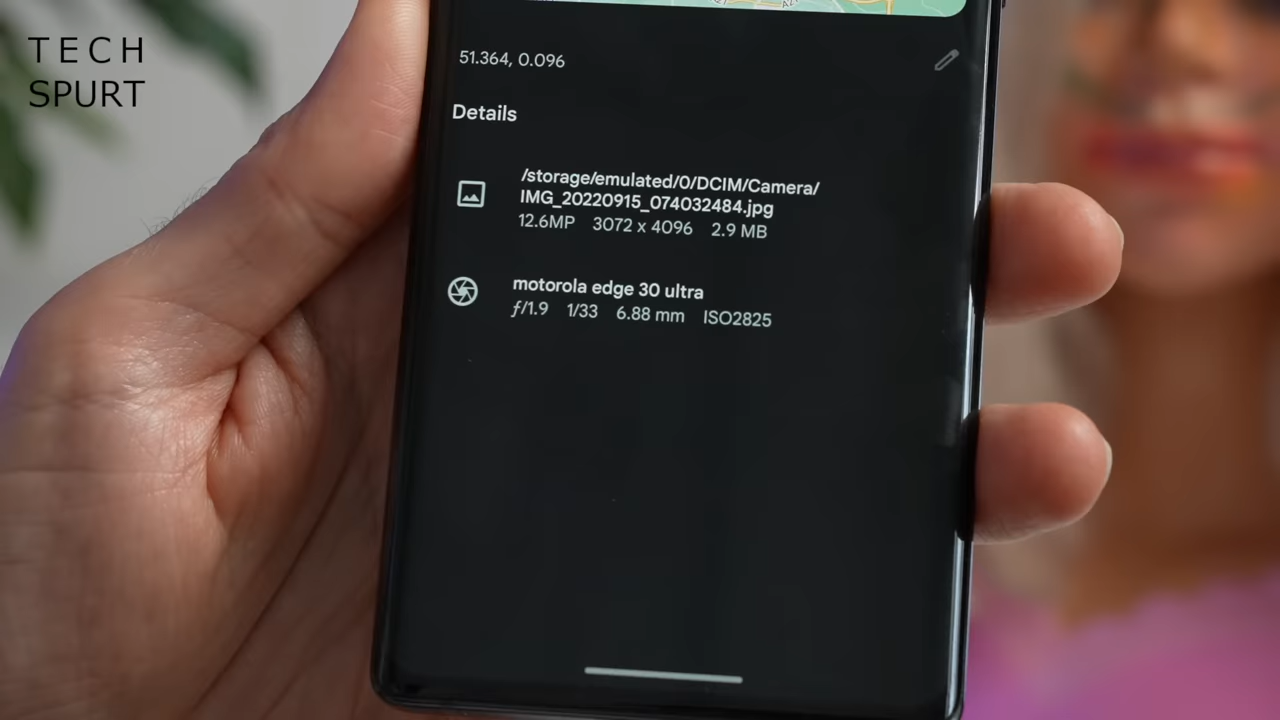 TECH
SPURT
51.364, 0.096
Details
/storage/emulated/0/DCIM/Camera/
IMG_20220915_074032484.jpg
12.6MP 3072 x 4096 2.9 MB
motorola edge 30 ultra
ƒ/1.9 1/33 6.88 mm ISO2825